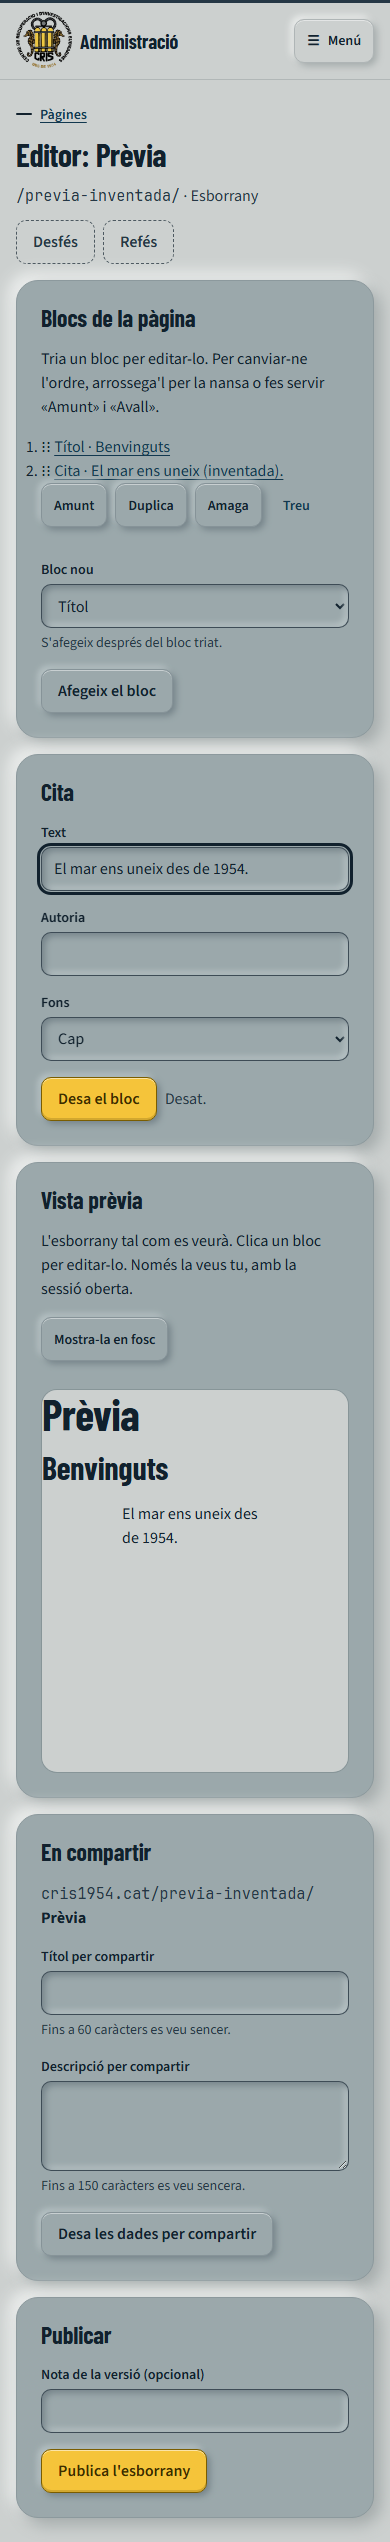 CRIS
Administració
☰ Menú
— Pàgines
Editor: Prèvia
/previa-inventada/ · Esborrany
Desfés
Refés
Blocs de la pàgina
Tria un bloc per editar-lo. Per canviar-ne
l'ordre, arrossega'l per la nansa o fes servir
«Amunt» i «Avall».
1. ⠿ Títol · Benvinguts
2. ⠿ Cita · El mar ens uneix (inventada).
Amunt
Duplica
Amaga
Treu
Bloc nou
Títol
S'afegeix després del bloc triat.
Afegeix el bloc
Cita
Text
El mar ens uneix des de 1954.
Autoria
Fons
Cap
Desa el bloc
Desat.
Vista prèvia
L'esborrany tal com es veurà. Clica un bloc
per editar-lo. Només la veus tu, amb la
sessió oberta.
Mostra-la en fosc
Prèvia
Benvinguts
El mar ens uneix des
de 1954.
En compartir
cris1954.cat/previa-inventada/
Prèvia
Títol per compartir
Fins a 60 caràcters es veu sencer.
Descripció per compartir
Fins a 150 caràcters es veu sencera.
Desa les dades per compartir
Publicar
Nota de la versió (opcional)
Publica l'esborrany